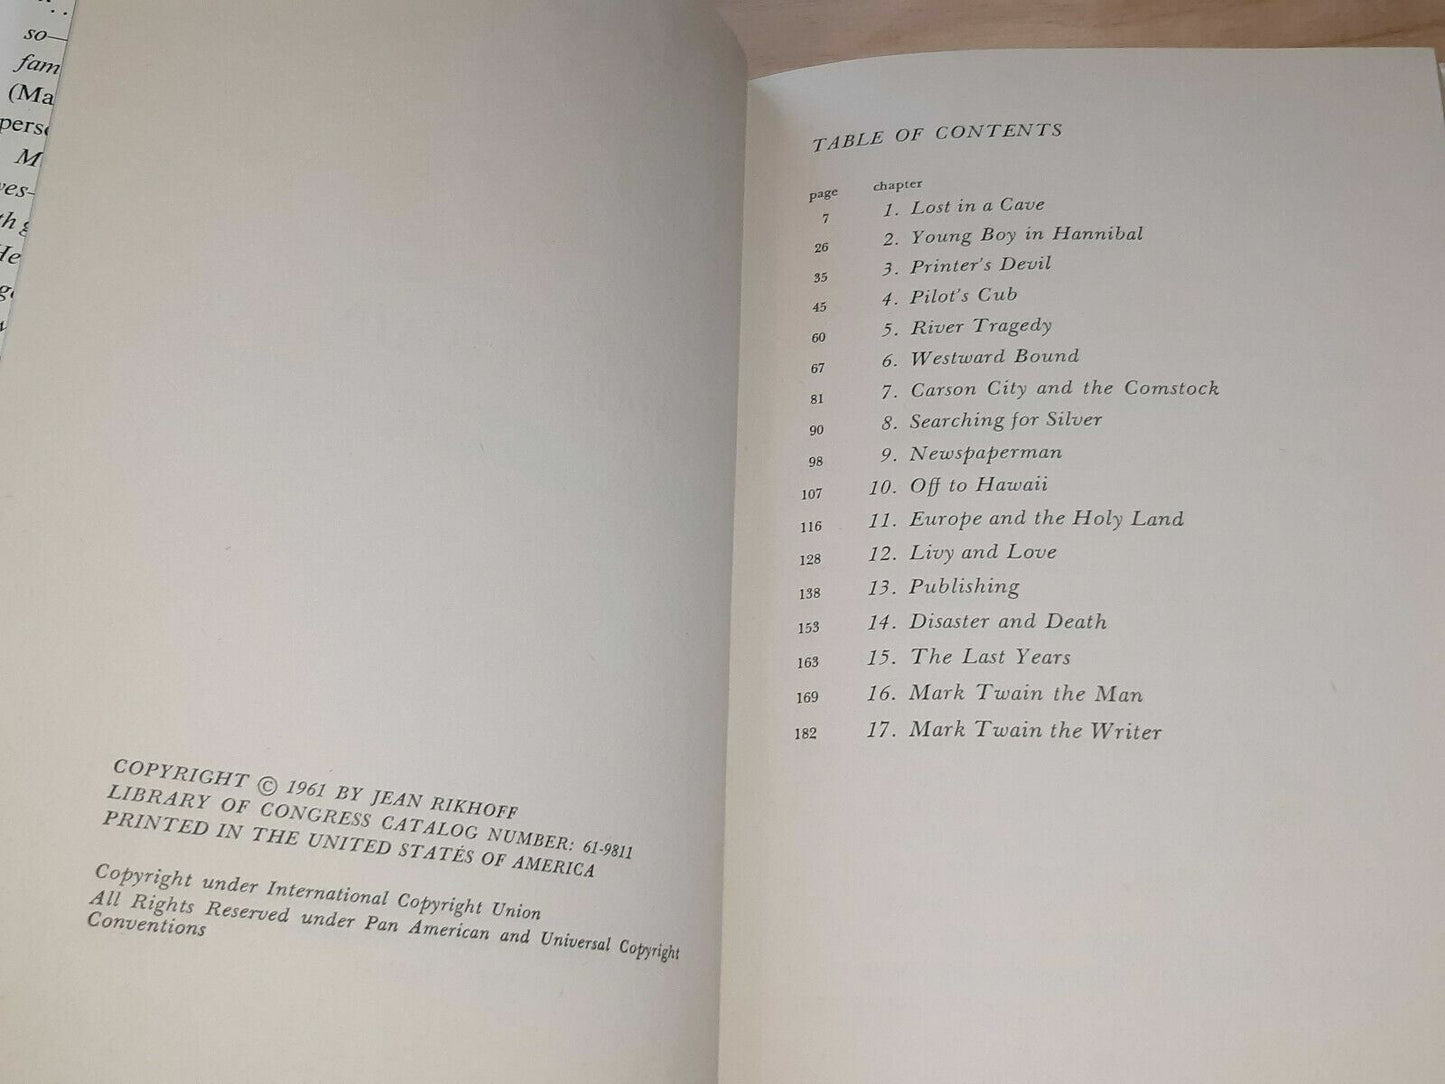 so—
fam
(Ma
COPYRIGHT © 1961 BY JEAN RIKHOFF
LIBRARY OF CONGRESS CATALOG NUMBER: 61-9811
PRINTED IN THE UNITED STATES OF AMERICA
Copyright under International Copyright Union
All Rights Reserved under Pan American and Universal Copyright
Conventions
TABLE OF CONTENTS
page chapter
7 1. Lost in a Cave
26 2. Young Boy in Hannibal
35 3. Printer's Devil
45 4. Pilot's Cub
60 5. River Tragedy
67 6. Westward Bound
81 7. Carson City and the Comstock
90 8. Searching for Silver
98 9. Newspaperman
107 10. Off to Hawaii
116 11. Europe and the Holy Land
128 12. Livy and Love
138 13. Publishing
153 14. Disaster and Death
163 15. The Last Years
169 16. Mark Twain the Man
182 17. Mark Twain the Writer